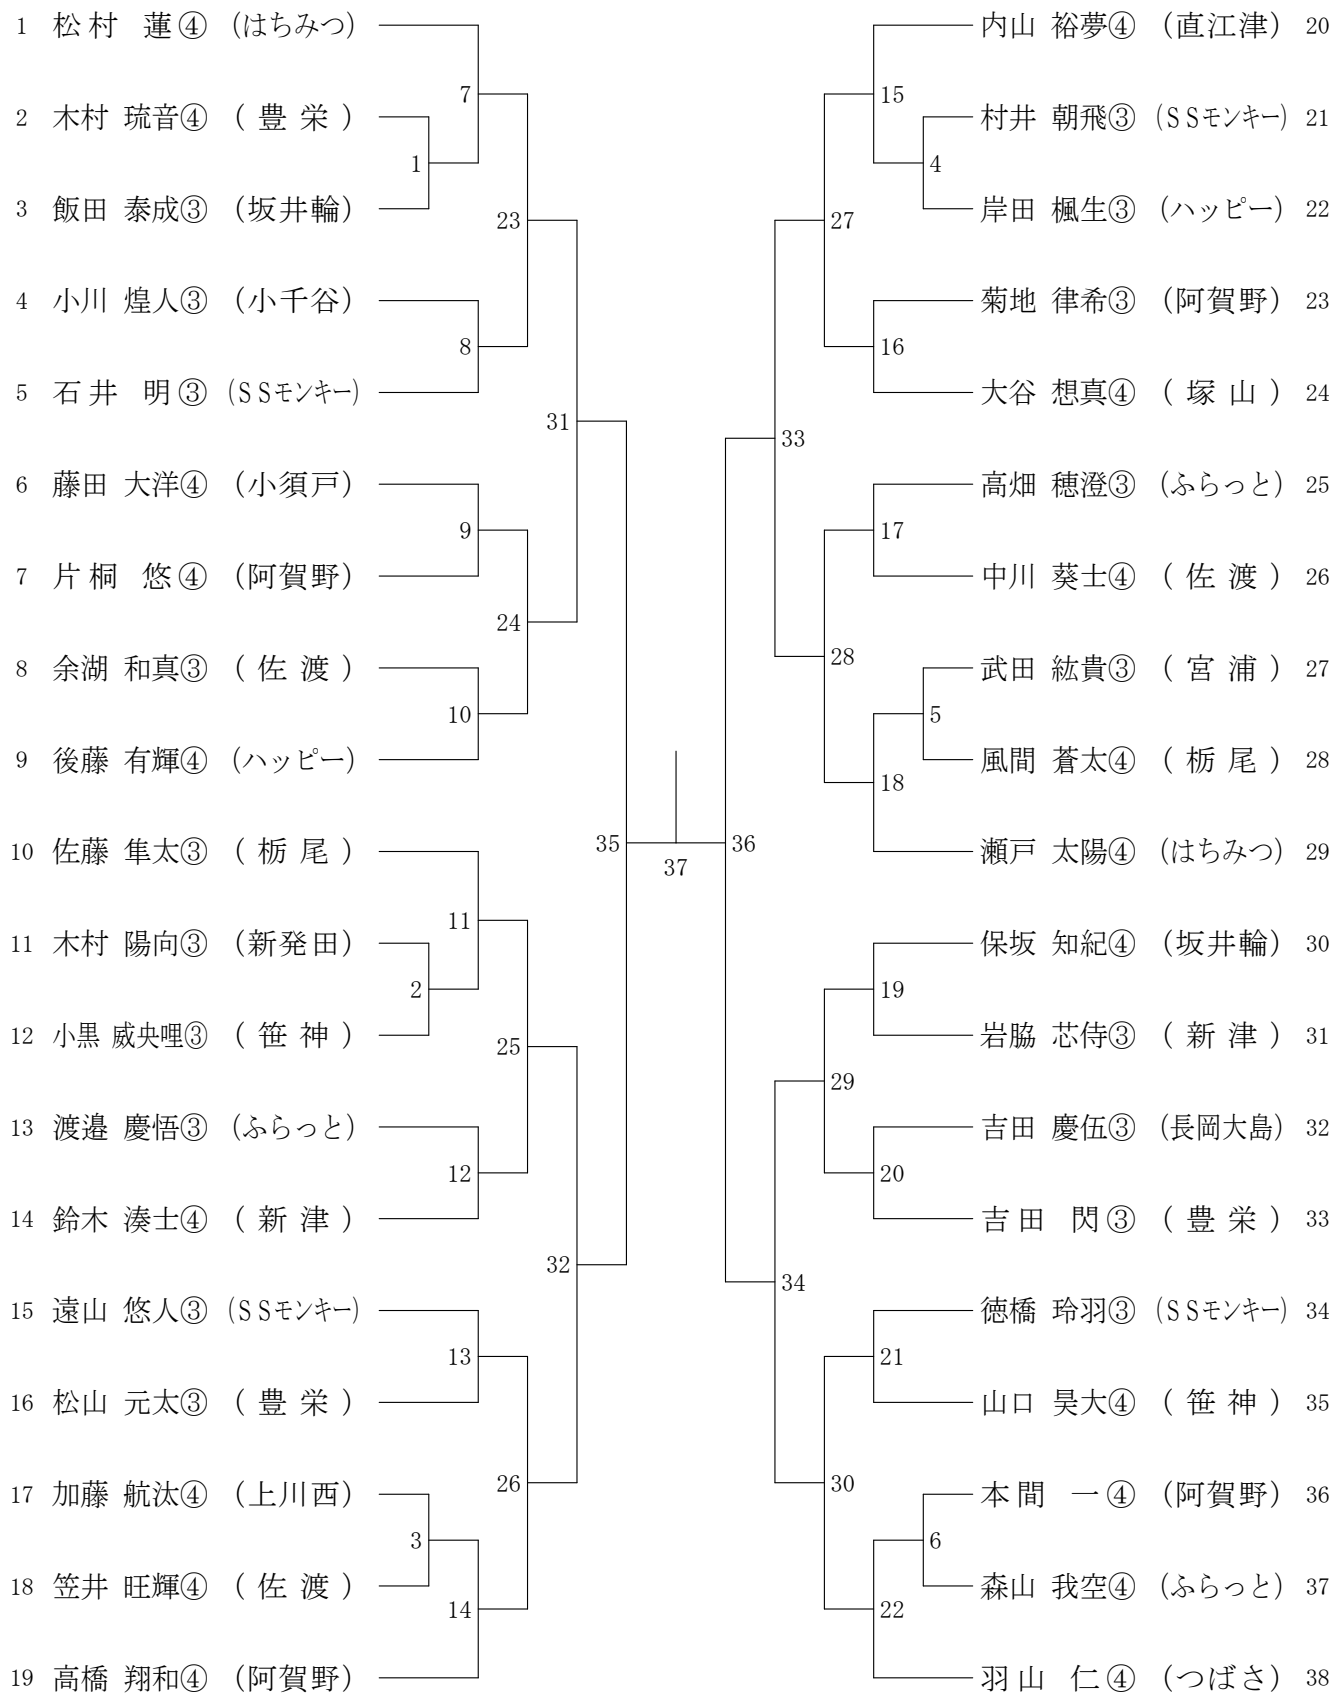 1 松村 蓮④ (はちみつ)
2 木村 琉音④ (豊栄)
3 飯田 泰成③ (坂井輪)
4 小川 煌人③ (小千谷)
5 石井 明③ (SSモンキー)
6 藤田 大洋④ (小須戸)
7 片桐 悠④ (阿賀野)
8 余湖 和真③ (佐渡)
9 後藤 有輝④ (ハッピー)
10 佐藤 隼太③ (栃尾)
11 木村 陽向③ (新発田)
12 小黒 威央哩③ (笹神)
13 渡邉 慶悟③ (ふらっと)
14 鈴木 湊士④ (新津)
15 遠山 悠人③ (SSモンキー)
16 松山 元太③ (豊栄)
17 加藤 航汰④ (上川西)
18 笠井 旺輝④ (佐渡)
19 高橋 翔和④ (阿賀野)
1
2
3
7
8
9
10
11
12
13
14
23
24
25
26
31
32
35
37
36
33
34
27
28
29
30
15
16
17
18
19
20
21
22
4
5
6
内山 裕夢④ (直江津) 20
村井 朝飛③ (SSモンキー) 21
岸田 楓生③ (ハッピー) 22
菊地 律希③ (阿賀野) 23
大谷 想真④ (塚山) 24
高畑 穂澄③ (ふらっと) 25
中川 葵士④ (佐渡) 26
武田 紘貴③ (宮浦) 27
風間 蒼太④ (栃尾) 28
瀬戸 太陽④ (はちみつ) 29
保坂 知紀④ (坂井輪) 30
岩脇 芯侍③ (新津) 31
吉田 慶伍③ (長岡大島) 32
吉田 閃③ (豊栄) 33
徳橋 玲羽③ (SSモンキー) 34
山口 昊大④ (笹神) 35
本間 一④ (阿賀野) 36
森山 我空④ (ふらっと) 37
羽山 仁④ (つばさ) 38